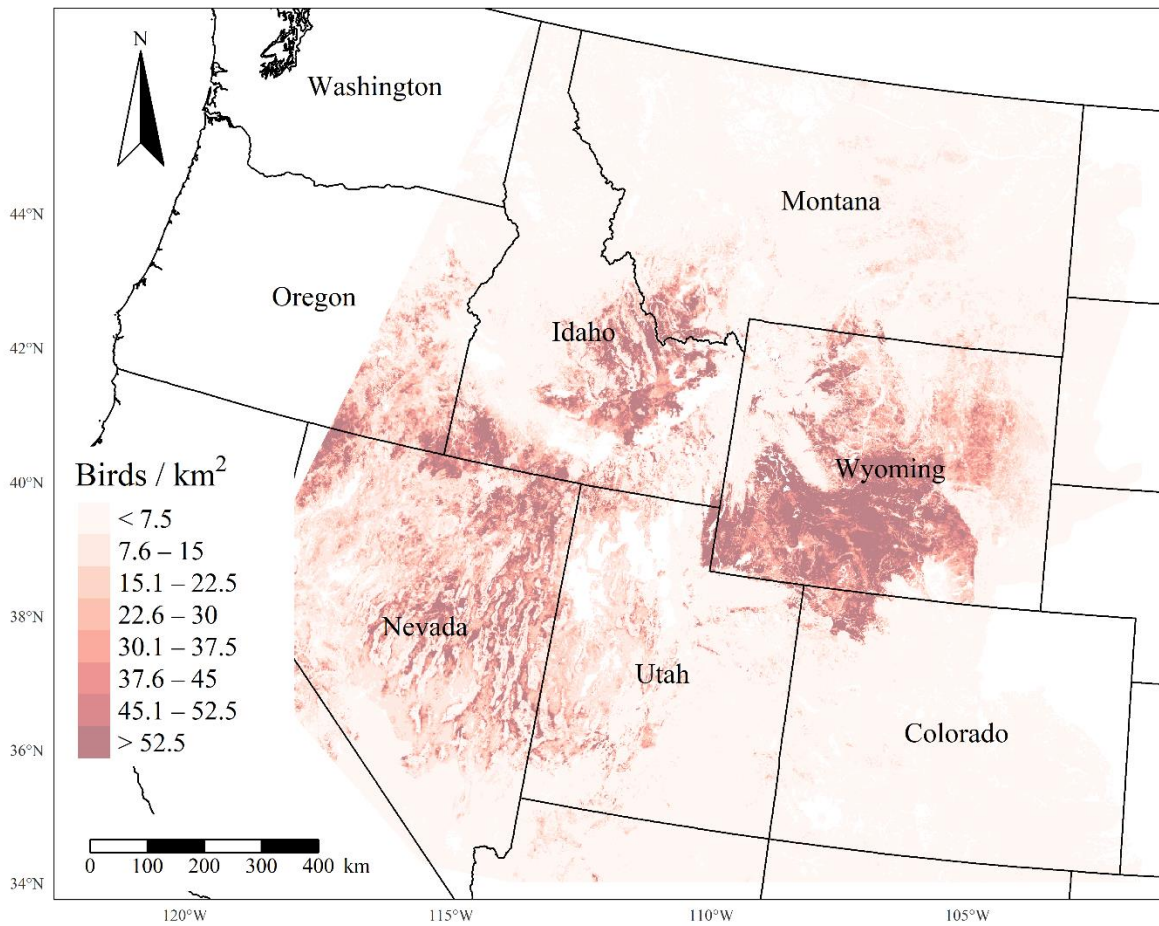 N
Washington
Montana
44°N
Oregon
Idaho
42°N
Wyoming
Birds / km²
40°N
< 7.5
7.6 – 15
15.1 – 22.5
22.6 – 30
30.1 – 37.5
37.6 – 45
45.1 – 52.5
> 52.5
38°N
Nevada
Utah
Colorado
36°N
0 100 200 300 400 km
34°N
120°W 115°W 110°W 105°W